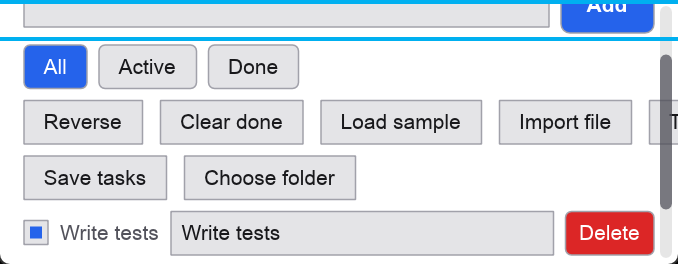 Add
All Active Done
Reverse Clear done Load sample Import file
Save tasks Choose folder
Write tests Write tests Delete